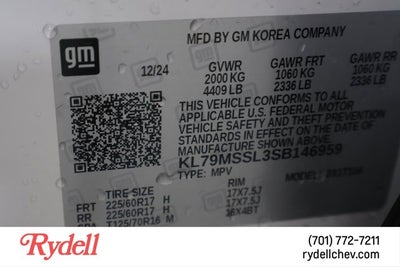 gm
MFD BY GM KOREA COMPANY
12/24 GVWR GAWR FRT GAWR RR
2000 KG 1060 KG 1060 KG
4409 LB 2336 LB 2336 LB
THIS VEHICLE CONFORMS TO ALL
APPLICABLE U.S. FEDERAL MOTOR
VEHICLE SAFETY AND THEFT PREVENTION
STANDARDS IN EFFECT ON THE DATE OF
MANUFACTURE SHOWN ABOVE.
KL79MSSL3SB146959
TYPE: MPV MODEL:
TIRE SIZE RIM
FRT 225/60R17 H 17X7.5J
RR 225/60R17 H 17X7.5J
SPA T125/70R16 M 16X4BT
Rydell
(701) 772-7211
rydellchev.com